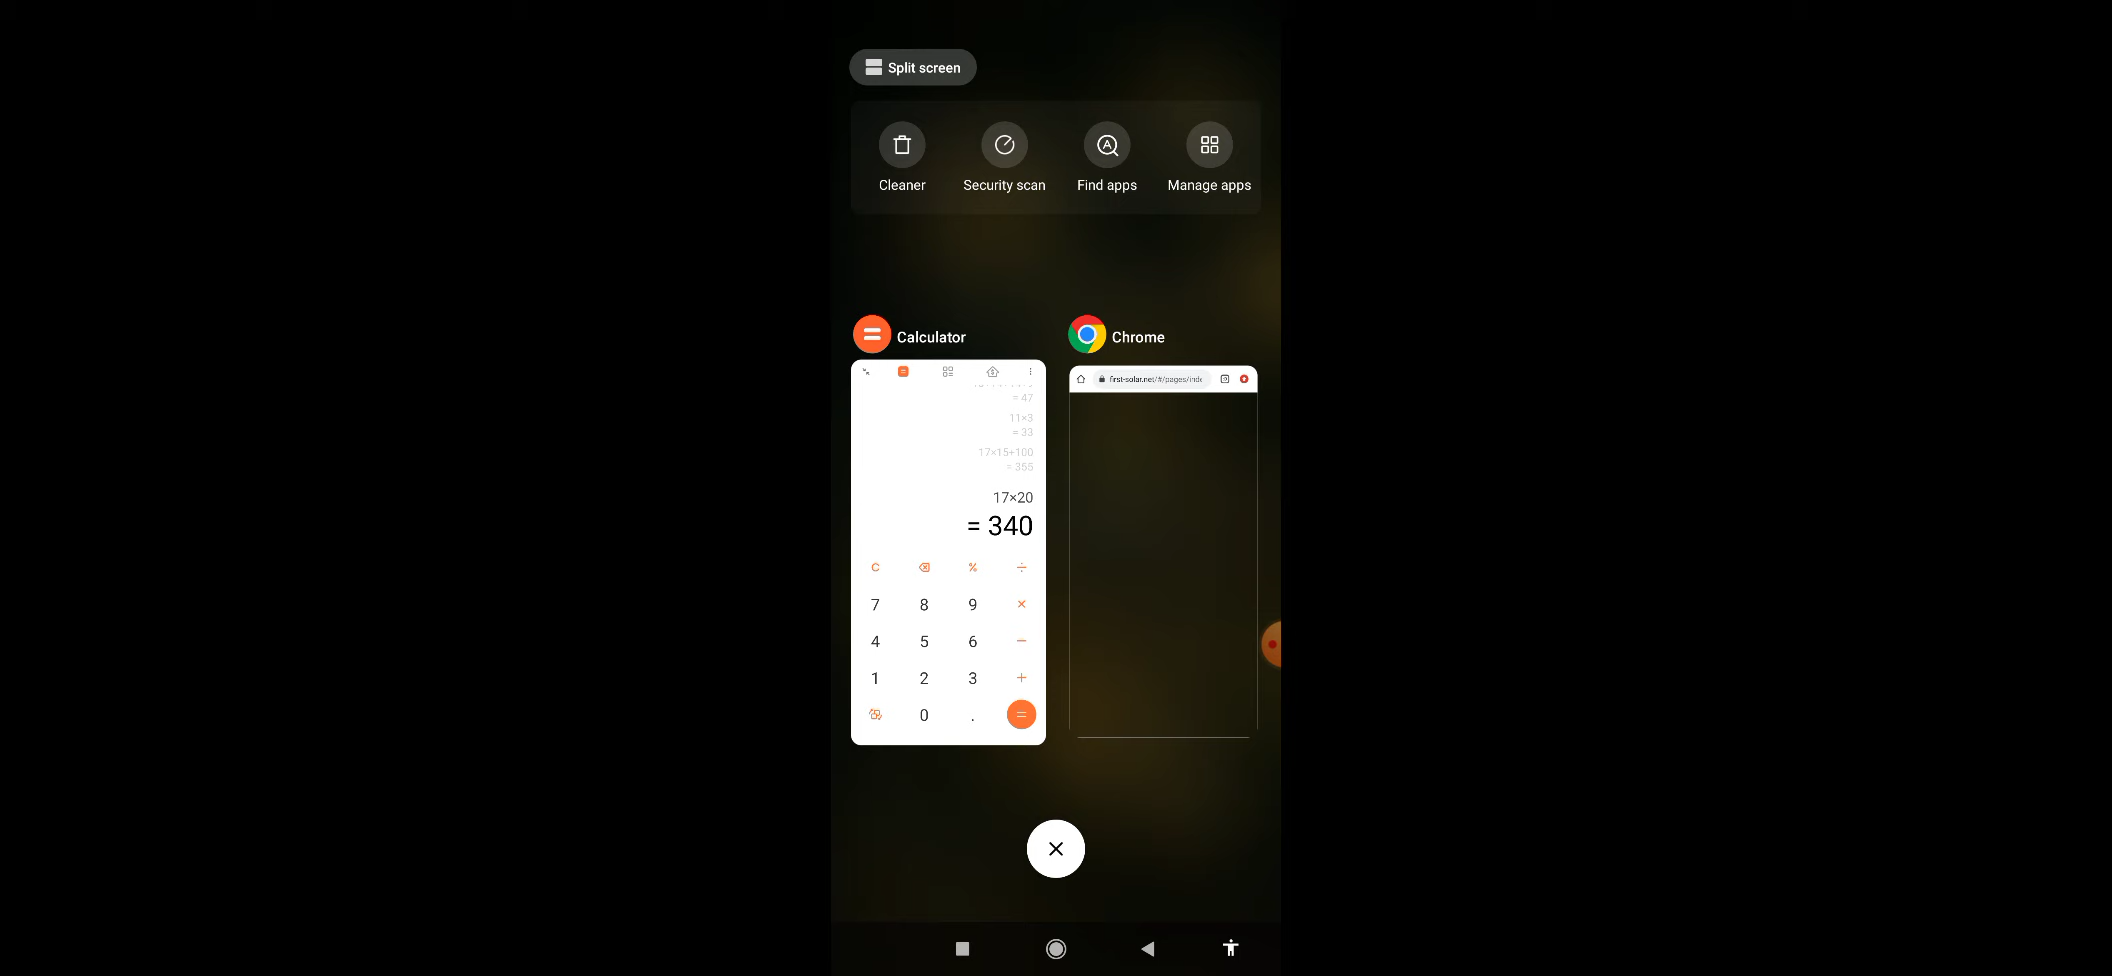 Split screen
Cleaner
Security scan
Find apps
Manage apps
Calculator
Chrome
first-solar.net/#/pages/inde
= 47
11×3
= 33
17×15+100
= 355
17×20
= 340
C % ÷
7 8 9 ×
4 5 6 −
1 2 3 +
0 . =